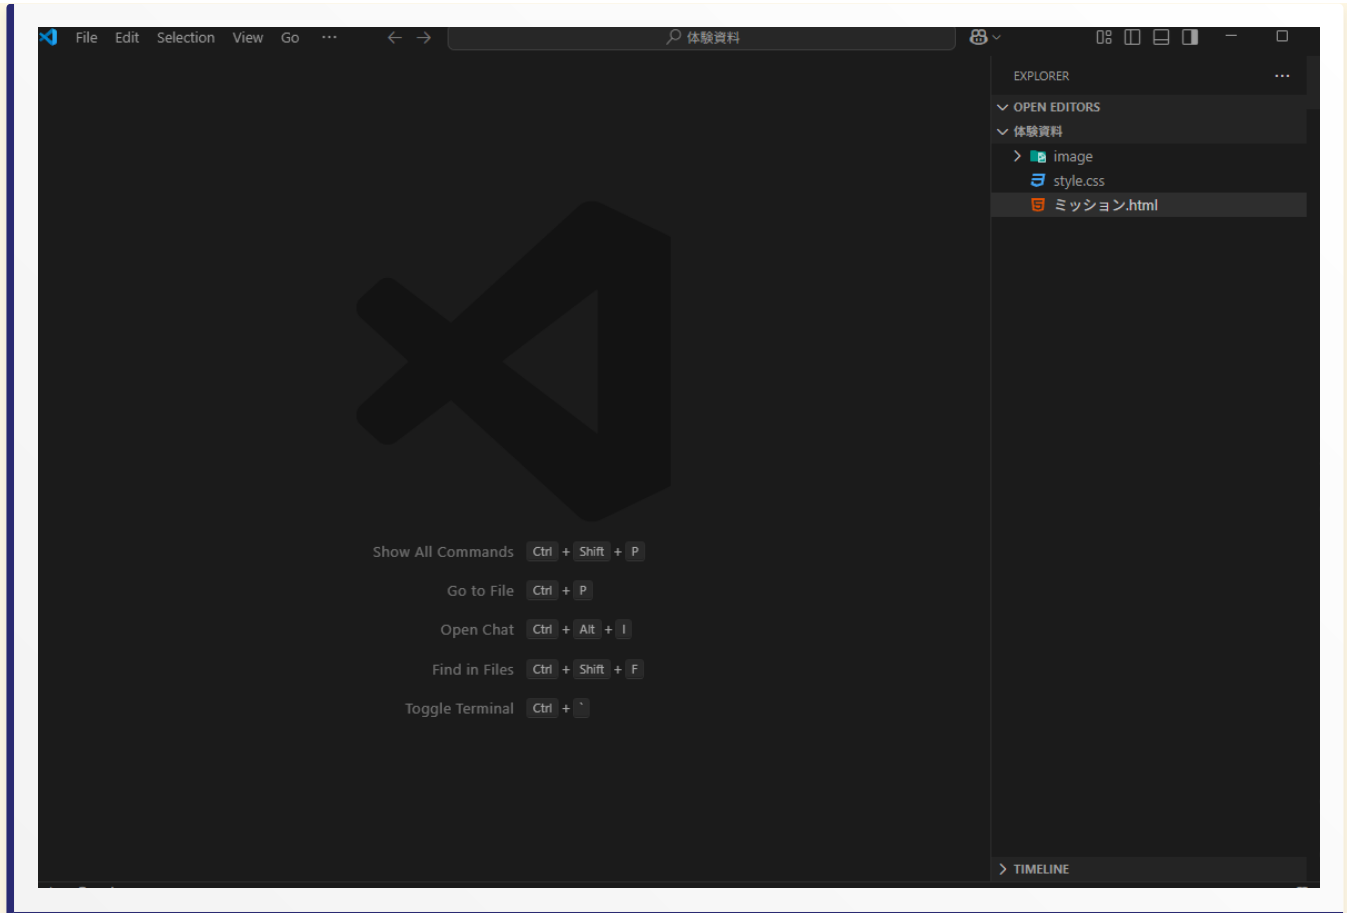 File Edit Selection View Go ··· ← → 体験資料
EXPLORER ···
OPEN EDITORS
体験資料
image
style.css
ミッション.html
Show All Commands Ctrl + Shift + P
Go to File Ctrl + P
Open Chat Ctrl + Alt + I
Find in Files Ctrl + Shift + F
Toggle Terminal Ctrl + `
TIMELINE